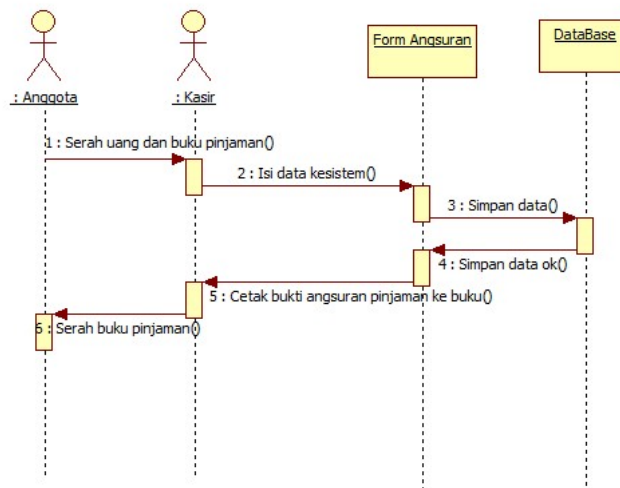 : Anggota
: Kasir
Form Angsuran
DataBase
1 : Serah uang dan buku pinjaman()
2 : Isi data kesistem()
3 : Simpan data()
4 : Simpan data ok()
5 : Cetak bukti angsuran pinjaman ke buku()
6 : Serah buku pinjaman()